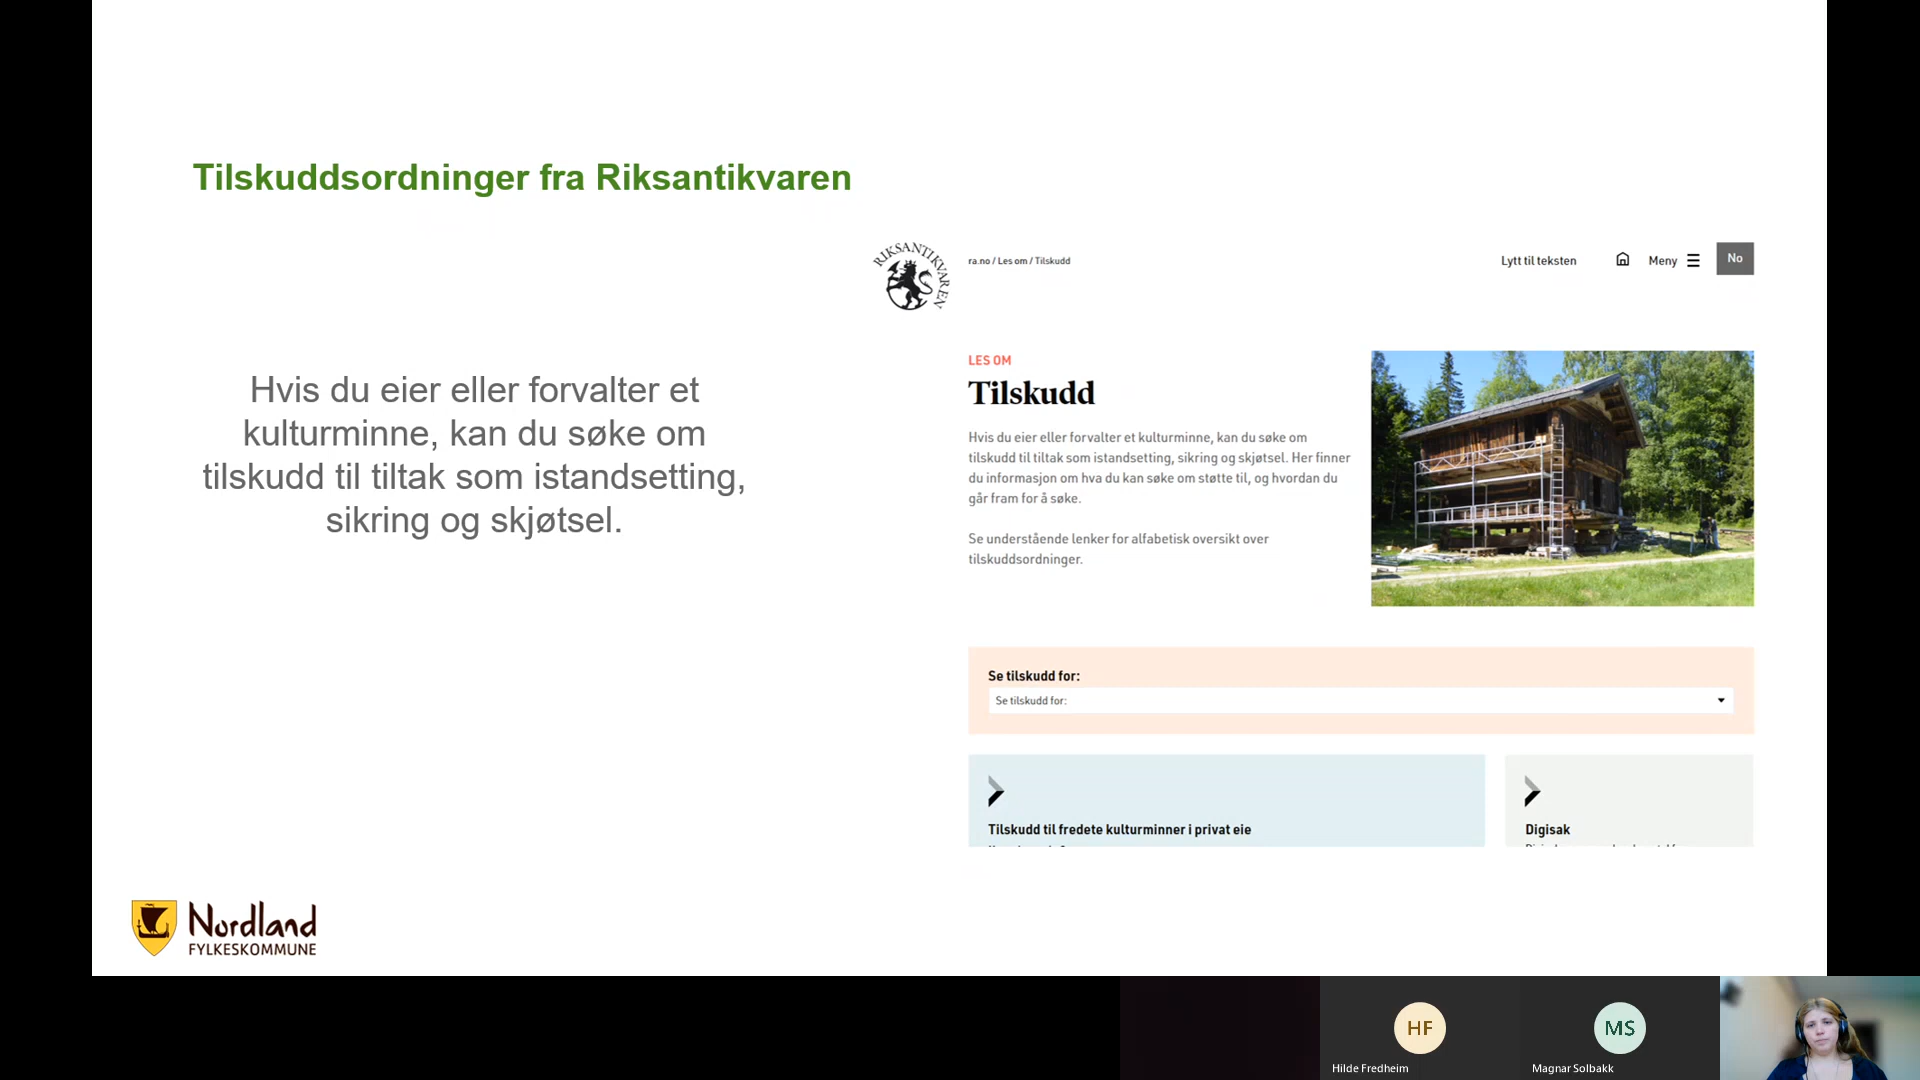 Tilskuddsordninger fra Riksantikvaren
Hvis du eier eller forvalter et
kulturminne, kan du søke om
tilskudd til tiltak som istandsetting,
sikring og skjøtsel.
RIKSANTIKVAREN
ra.no / Les om / Tilskudd
Lytt til teksten
Meny
No
LES OM
Tilskudd
Hvis du eier eller forvalter et kulturminne, kan du søke om
tilskudd til tiltak som istandsetting, sikring og skjøtsel. Her finner
du informasjon om hva du kan søke om støtte til, og hvordan du
går fram for å søke.
Se understående lenker for alfabetisk oversikt over
tilskuddsordninger.
Se tilskudd for:
Se tilskudd for:
Tilskudd til fredete kulturminner i privat eie
Digisak
Nordland
FYLKESKOMMUNE
HF
Hilde Fredheim
MS
Magnar Solbakk